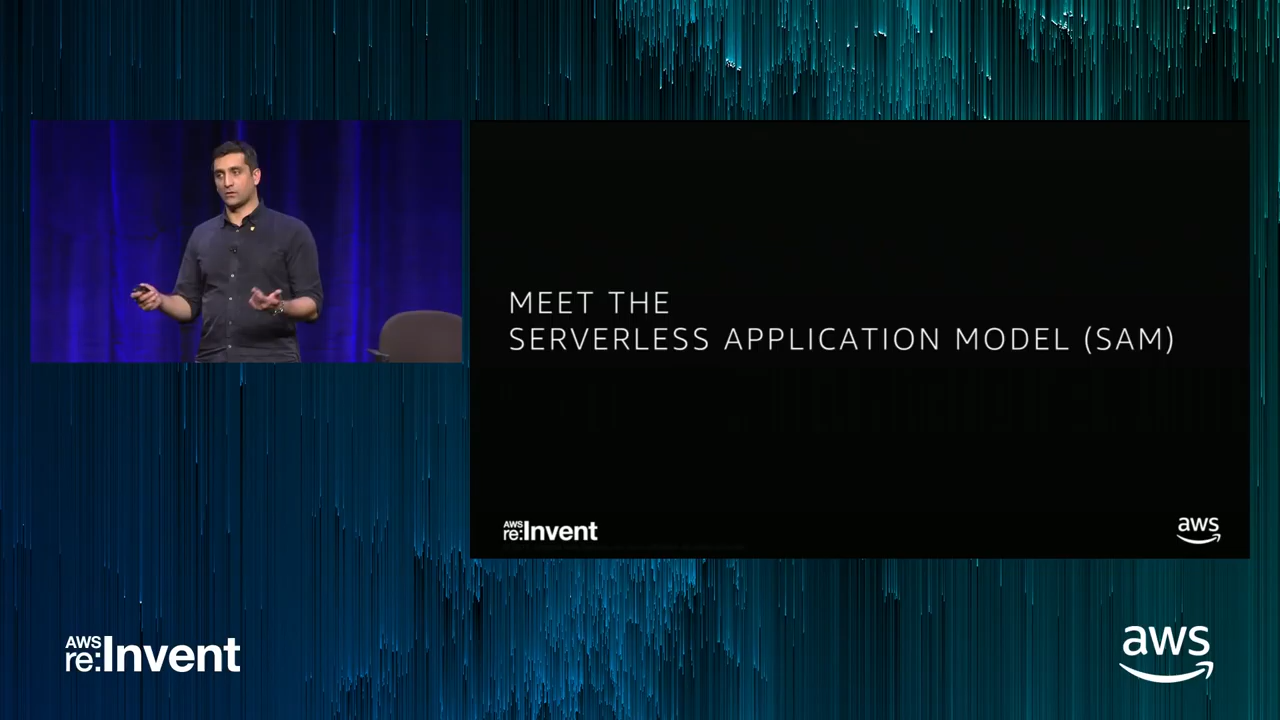 MEET THE
SERVERLESS APPLICATION MODEL (SAM)
AWS
re:Invent
aws
AWS
re:Invent
aws